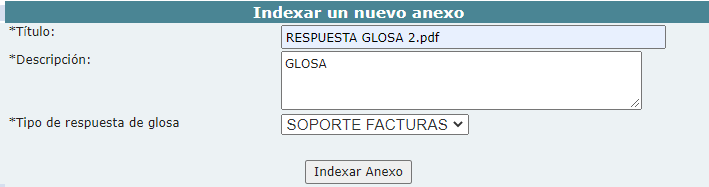 Indexar un nuevo anexo
*Título: RESPUESTA GLOSA 2.pdf
*Descripción: GLOSA
*Tipo de respuesta de glosa SOPORTE FACTURAS
Indexar Anexo